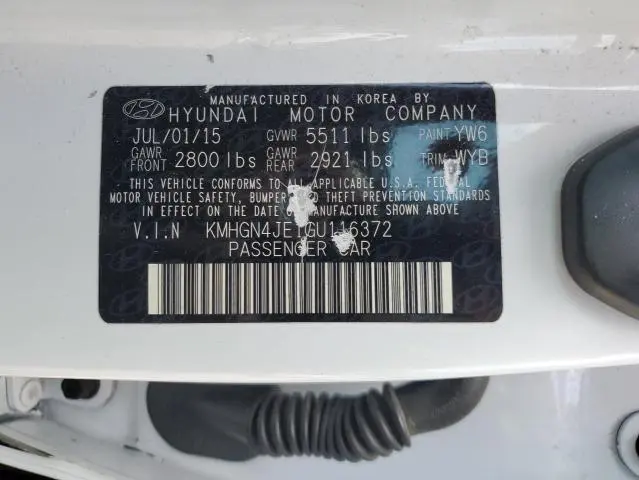 MANUFACTURED IN KOREA BY
HYUNDAI MOTOR COMPANY
JUL/01/15 GVWR 5511 lbs PAINT YW6
GAWR FRONT 2800 lbs GAWR REAR 2921 lbs TRIM WYB
THIS VEHICLE CONFORMS TO ALL APPLICABLE U.S.A. FEDERAL
MOTOR VEHICLE SAFETY, BUMPER, AND THEFT PREVENTION STANDARDS
IN EFFECT ON THE DATE OF MANUFACTURE SHOWN ABOVE.
V.I.N KMHGN4JE1GU116372
PASSENGER CAR